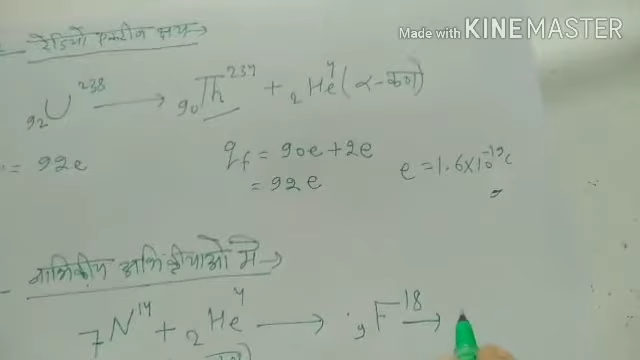 Made with KINEMASTER
रेडियो एक्टीव क्षय →
₉₂U²³⁸ → ₉₀Th²³⁴ + ₂He⁴ (α-कण)
= 92e
q_f = 90e + 2e
= 92e
e = 1.6×10⁻¹⁹C
नाभिकीय अभिक्रीयाओ में →
₇N¹⁴ + ₂He⁴ → ₉F¹⁸ →